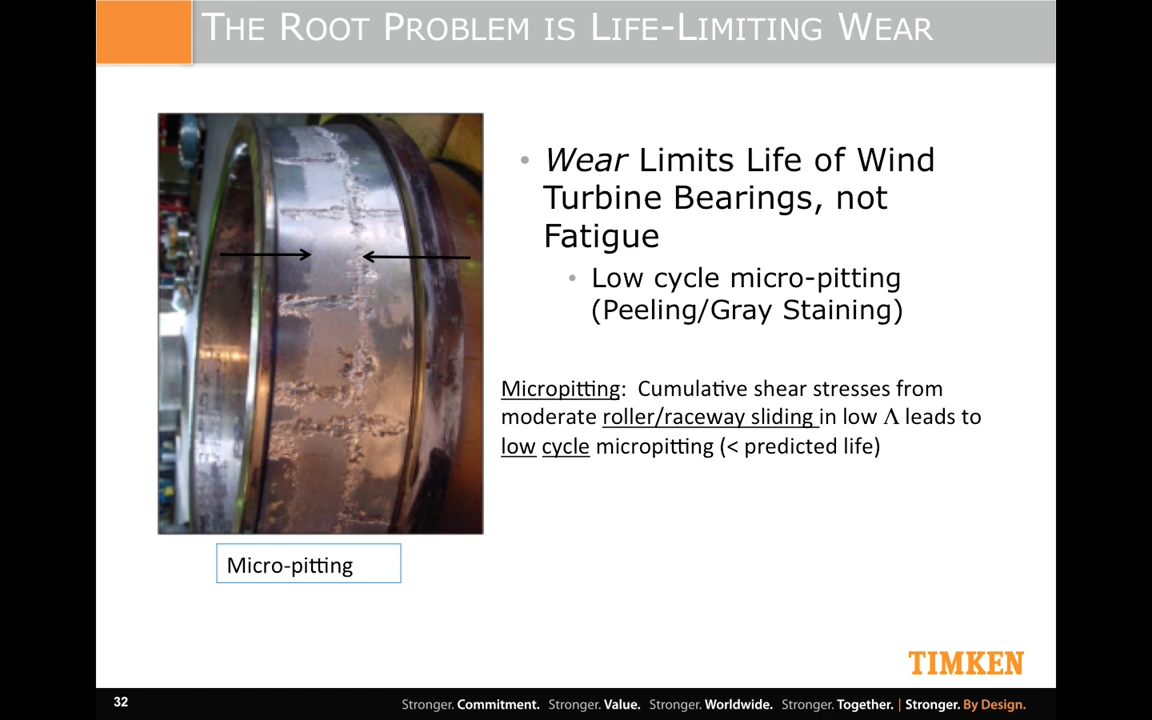 THE ROOT PROBLEM IS LIFE-LIMITING WEAR
• Wear Limits Life of Wind
Turbine Bearings, not
Fatigue
• Low cycle micro-pitting
(Peeling/Gray Staining)
Micropitting: Cumulative shear stresses from
moderate roller/raceway sliding in low Λ leads to
low cycle micropitting (< predicted life)
Micro-pitting
TIMKEN
32
Stronger. Commitment. Stronger. Value. Stronger. Worldwide. Stronger. Together. | Stronger. By Design.